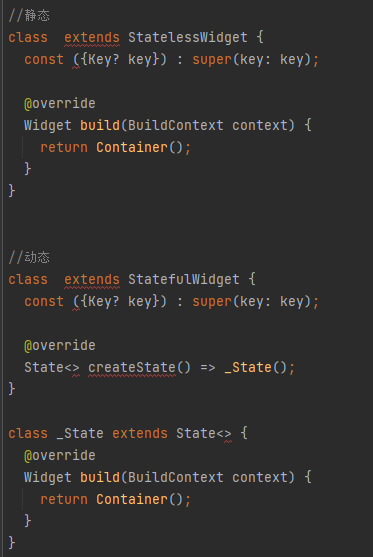 //静态
class  extends StatelessWidget {
  const ({Key? key}) : super(key: key);

  @override
  Widget build(BuildContext context) {
    return Container();
  }
}


//动态
class  extends StatefulWidget {
  const ({Key? key}) : super(key: key);

  @override
  State<> createState() => _State();
}

class _State extends State<> {
  @override
  Widget build(BuildContext context) {
    return Container();
  }
}